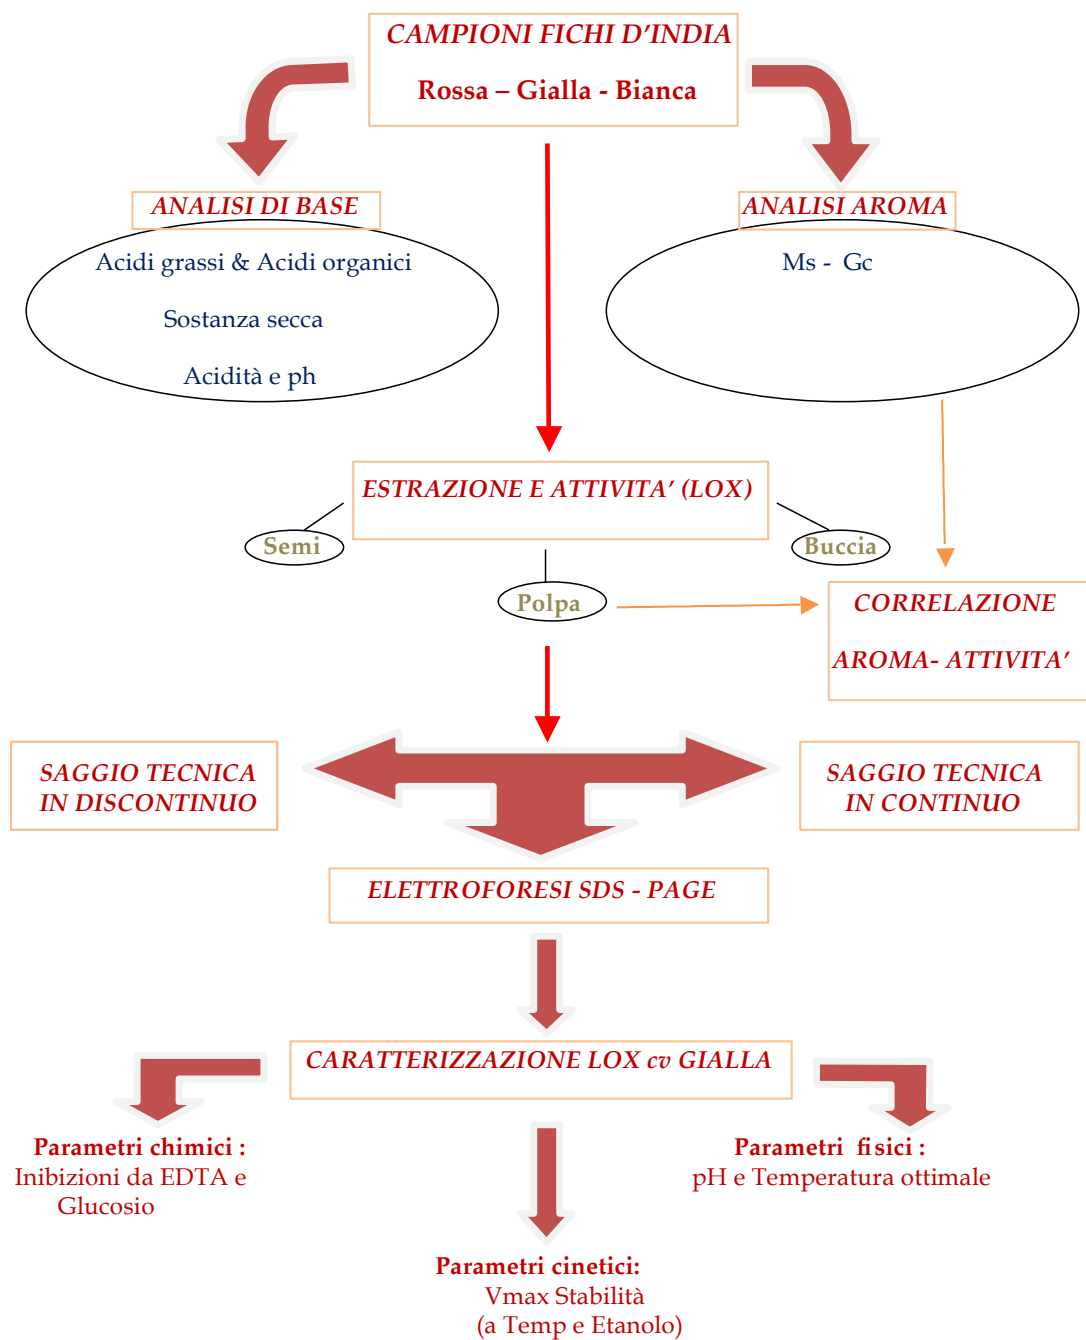 CAMPIONI FICHI D’INDIA
Rossa – Gialla - Bianca
ANALISI DI BASE
Acidi grassi & Acidi organici
Sostanza secca
Acidità e ph
ANALISI AROMA
Ms - Gc
ESTRAZIONE E ATTIVITA’ (LOX)
Semi
Buccia
Polpa
CORRELAZIONE
AROMA- ATTIVITA’
SAGGIO TECNICA
IN DISCONTINUO
SAGGIO TECNICA
IN CONTINUO
ELETTROFORESI SDS - PAGE
CARATTERIZZAZIONE LOX cv GIALLA
Parametri chimici :
Inibizioni da EDTA e
Glucosio
Parametri fisici :
pH e Temperatura ottimale
Parametri cinetici:
Vmax Stabilità
(a Temp e Etanolo)